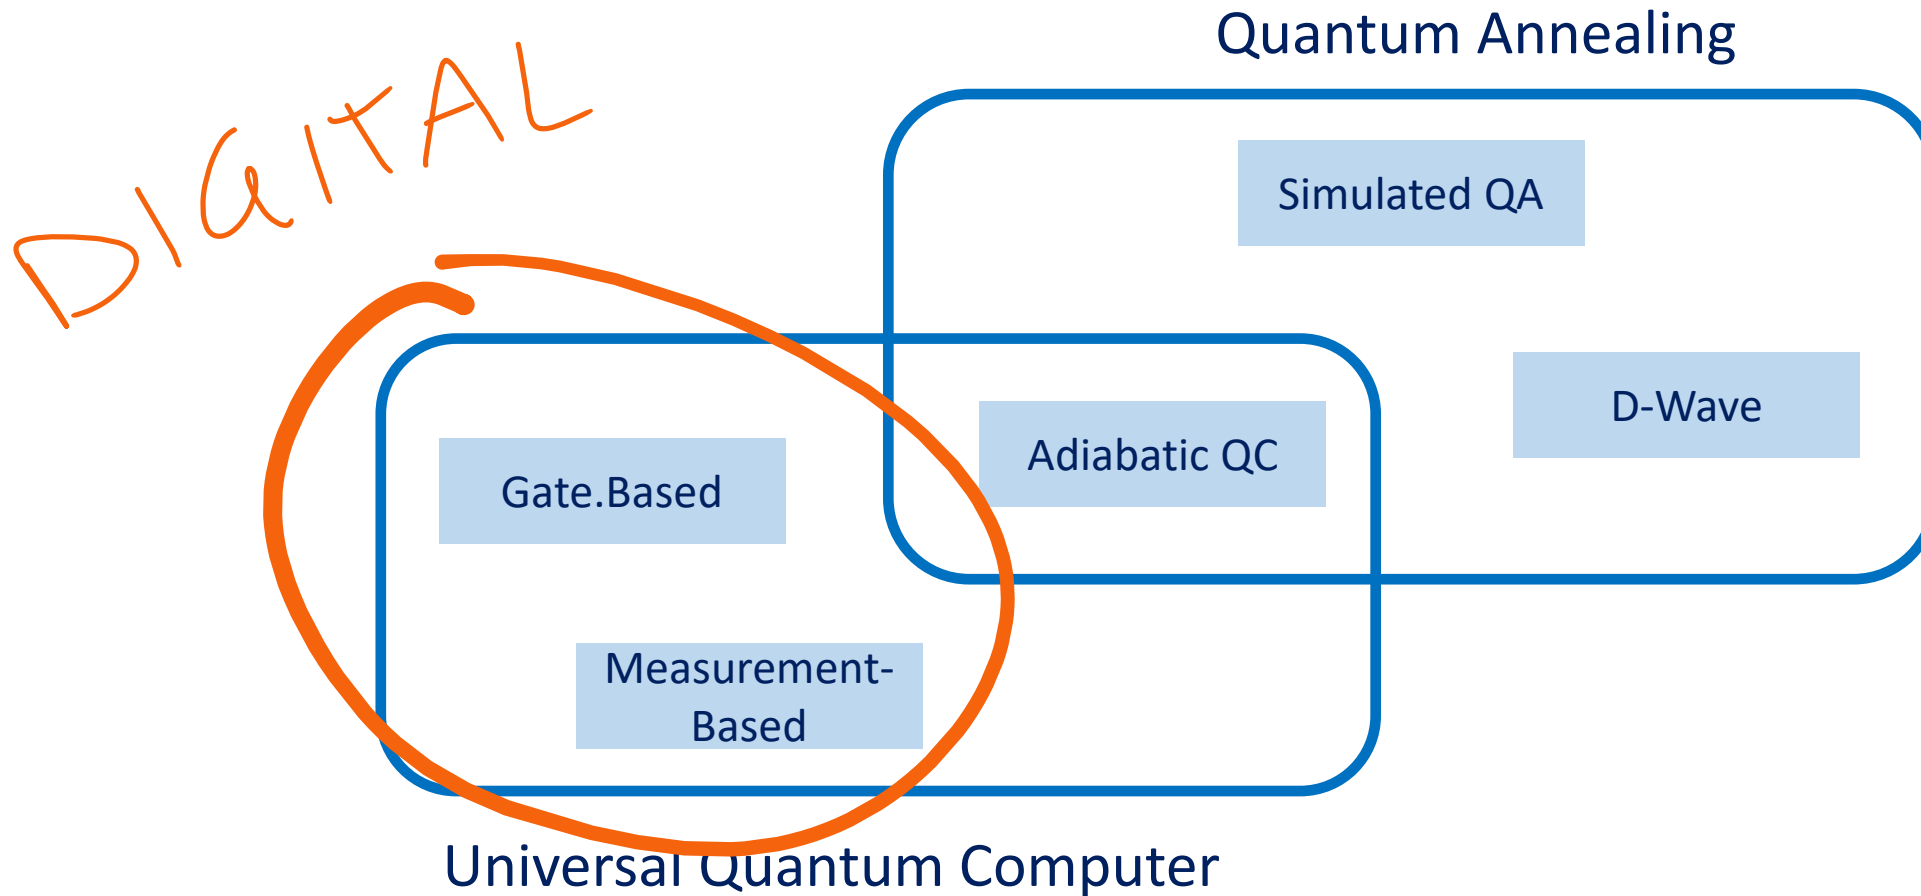 Quantum Annealing
DIGITAL
Simulated QA
D-Wave
Adiabatic QC
Gate.Based
Measurement-
Based
Universal Quantum Computer